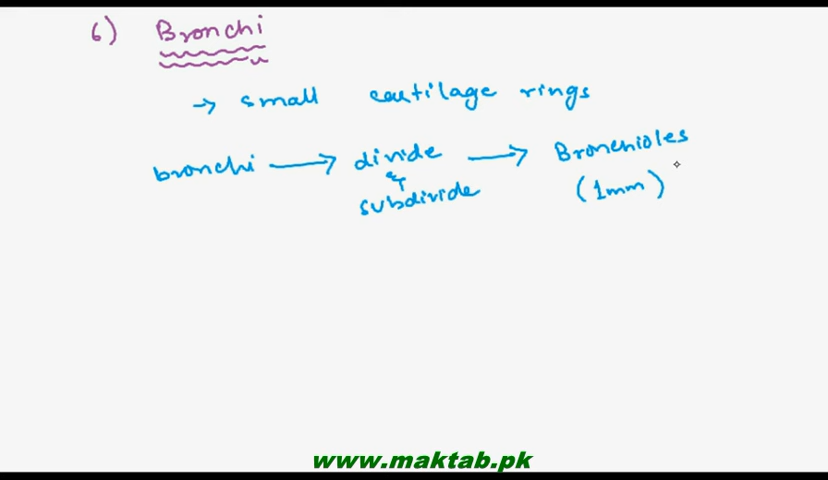 6) Bronchi
→ small cartilage rings
bronchi → divide → Bronchioles
& subdivide (1mm)
www.maktab.pk